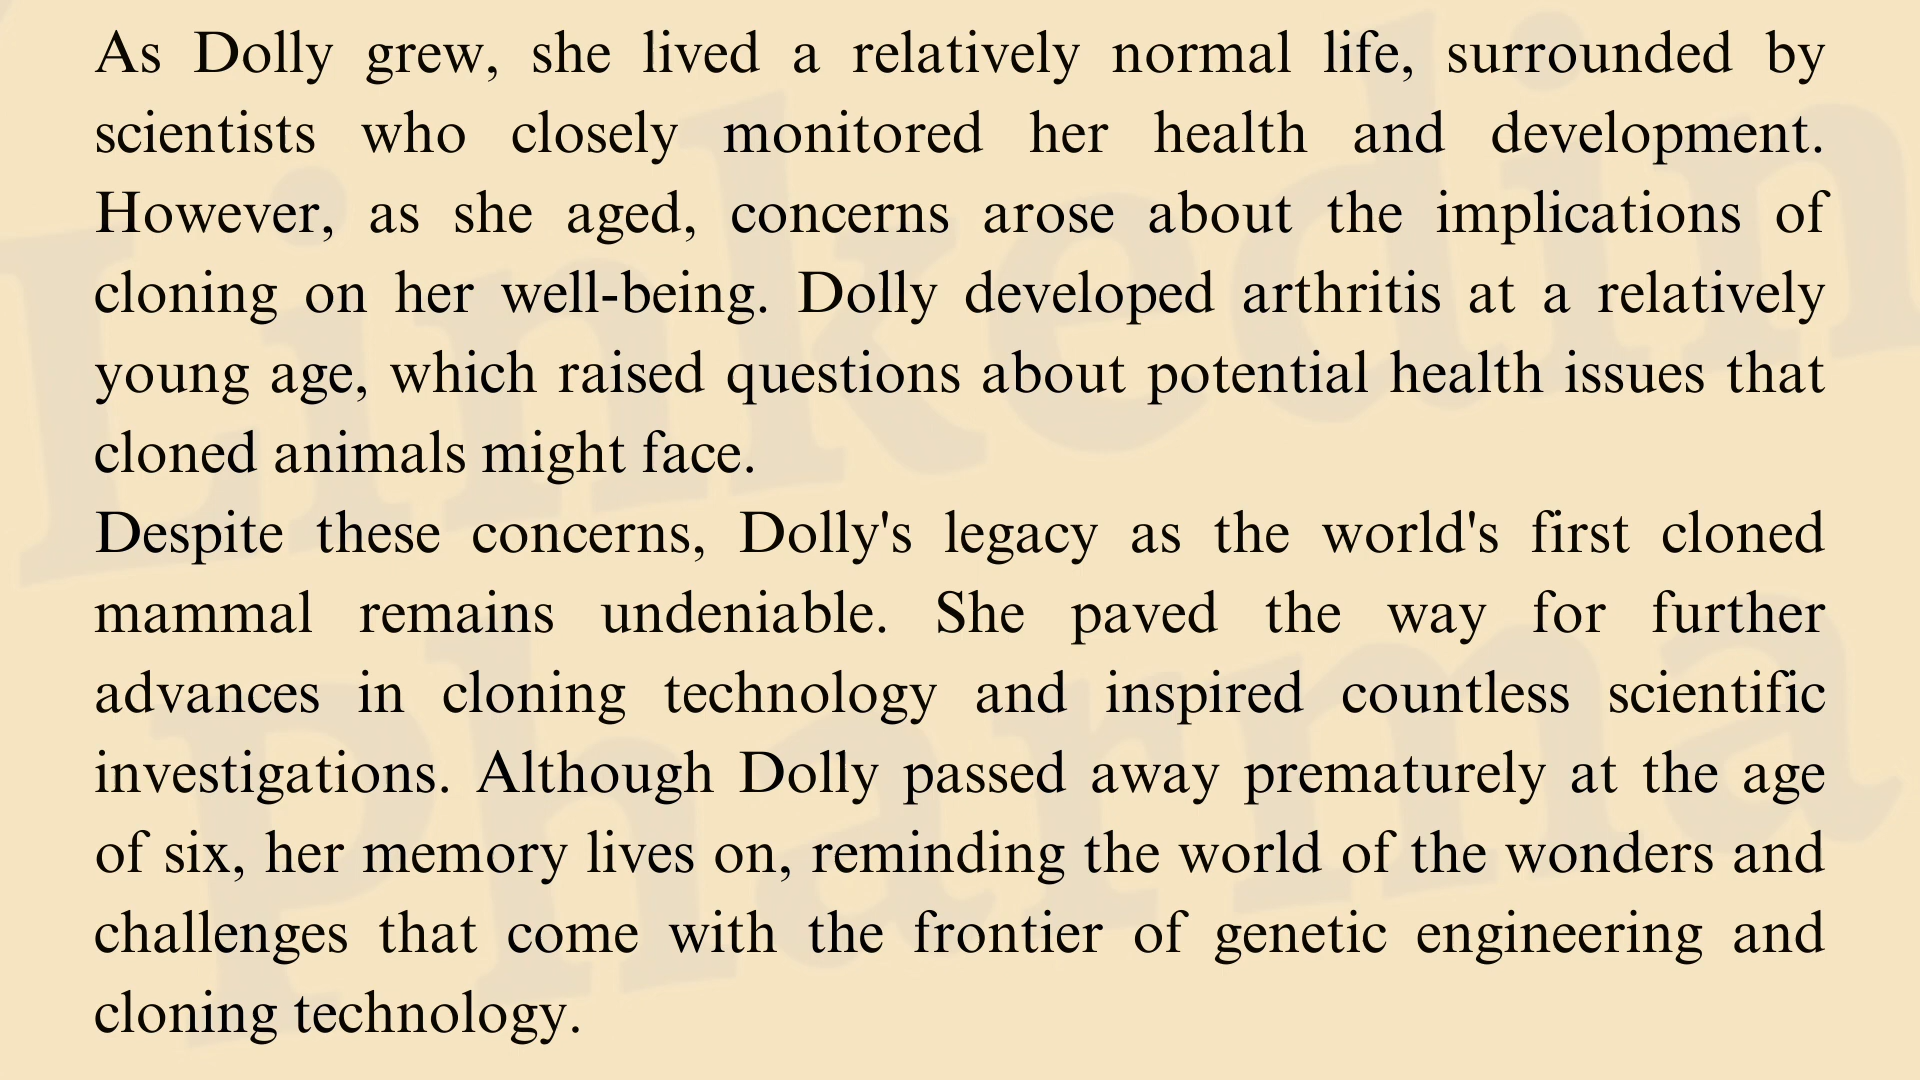 As Dolly grew, she lived a relatively normal life, surrounded by
scientists who closely monitored her health and development.
However, as she aged, concerns arose about the implications of
cloning on her well-being. Dolly developed arthritis at a relatively
young age, which raised questions about potential health issues that
cloned animals might face.
Despite these concerns, Dolly's legacy as the world's first cloned
mammal remains undeniable. She paved the way for further
advances in cloning technology and inspired countless scientific
investigations. Although Dolly passed away prematurely at the age
of six, her memory lives on, reminding the world of the wonders and
challenges that come with the frontier of genetic engineering and
cloning technology.
Linkedin
Pharma